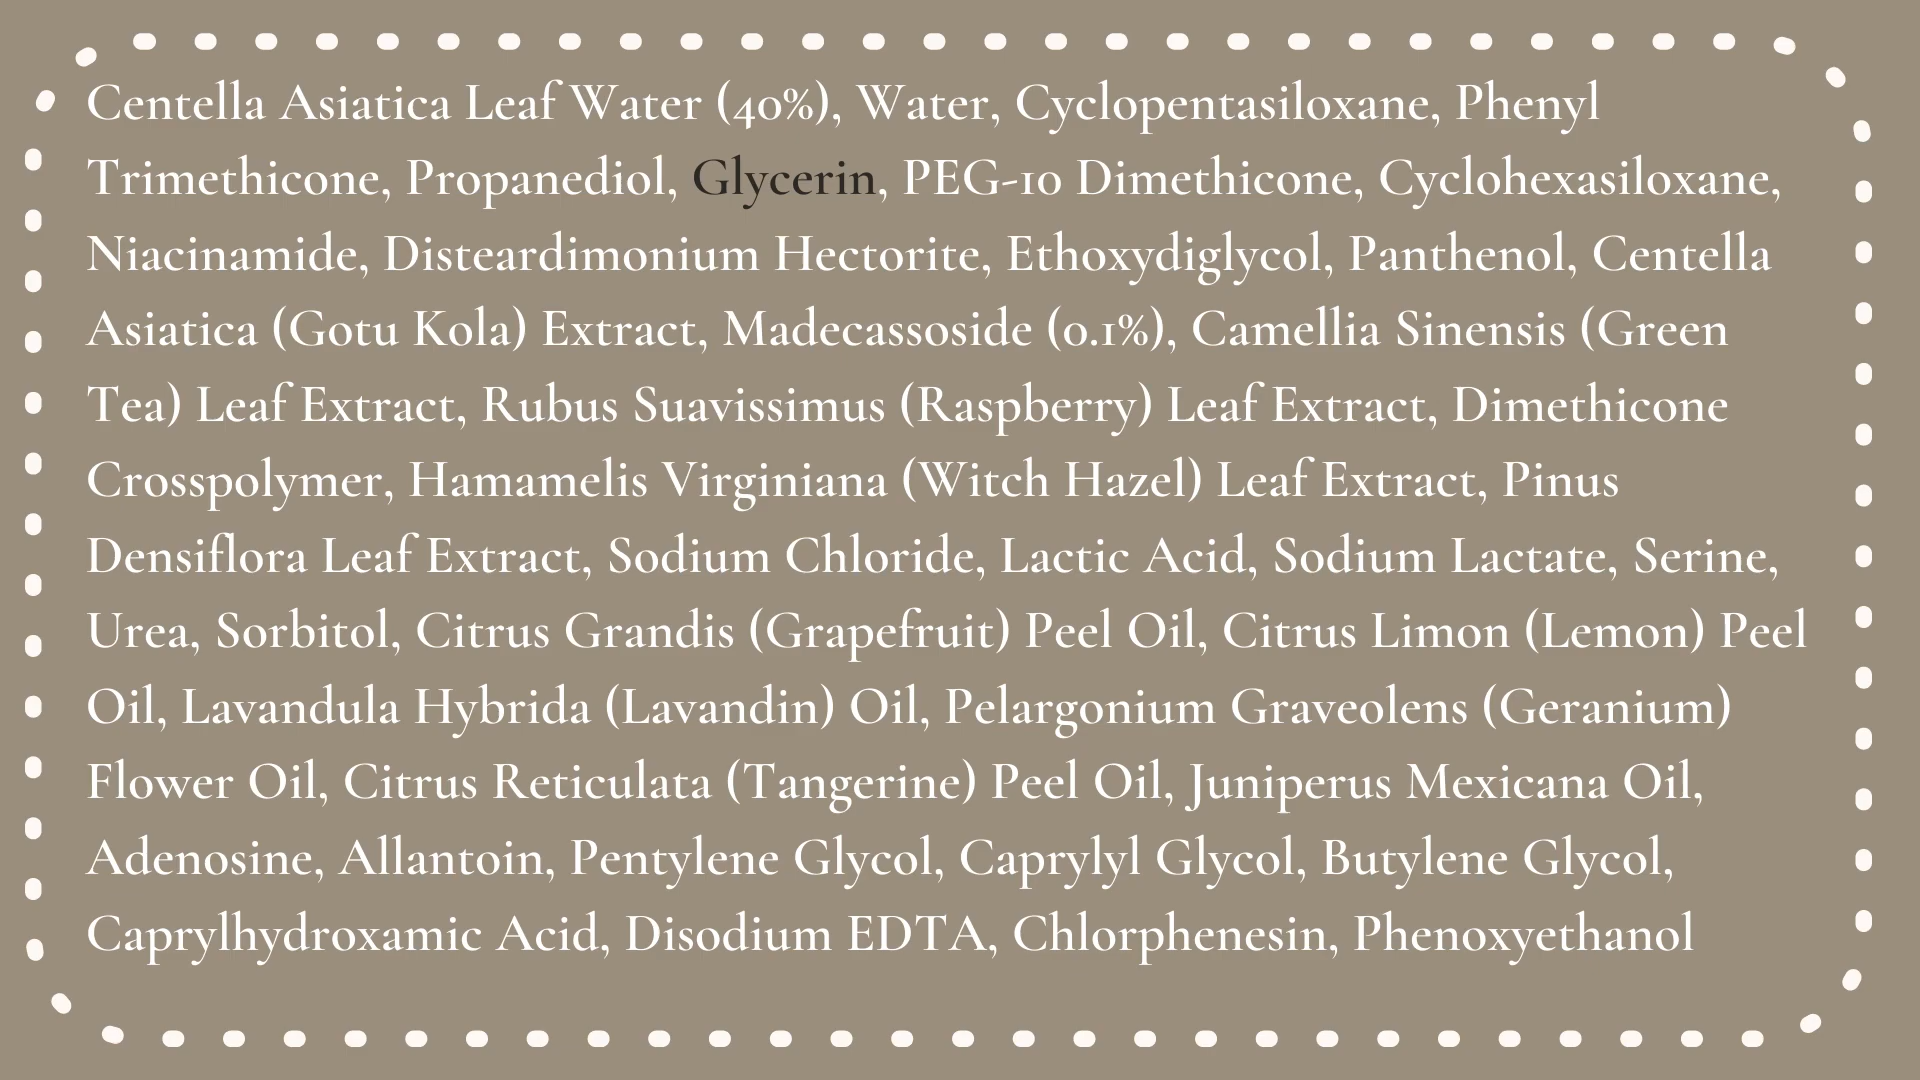 Centella Asiatica Leaf Water (40%), Water, Cyclopentasiloxane, Phenyl
Trimethicone, Propanediol, Glycerin, PEG-10 Dimethicone, Cyclohexasiloxane,
Niacinamide, Disteardimonium Hectorite, Ethoxydiglycol, Panthenol, Centella
Asiatica (Gotu Kola) Extract, Madecassoside (0.1%), Camellia Sinensis (Green
Tea) Leaf Extract, Rubus Suavissimus (Raspberry) Leaf Extract, Dimethicone
Crosspolymer, Hamamelis Virginiana (Witch Hazel) Leaf Extract, Pinus
Densiflora Leaf Extract, Sodium Chloride, Lactic Acid, Sodium Lactate, Serine,
Urea, Sorbitol, Citrus Grandis (Grapefruit) Peel Oil, Citrus Limon (Lemon) Peel
Oil, Lavandula Hybrida (Lavandin) Oil, Pelargonium Graveolens (Geranium)
Flower Oil, Citrus Reticulata (Tangerine) Peel Oil, Juniperus Mexicana Oil,
Adenosine, Allantoin, Pentylene Glycol, Caprylyl Glycol, Butylene Glycol,
Caprylhydroxamic Acid, Disodium EDTA, Chlorphenesin, Phenoxyethanol